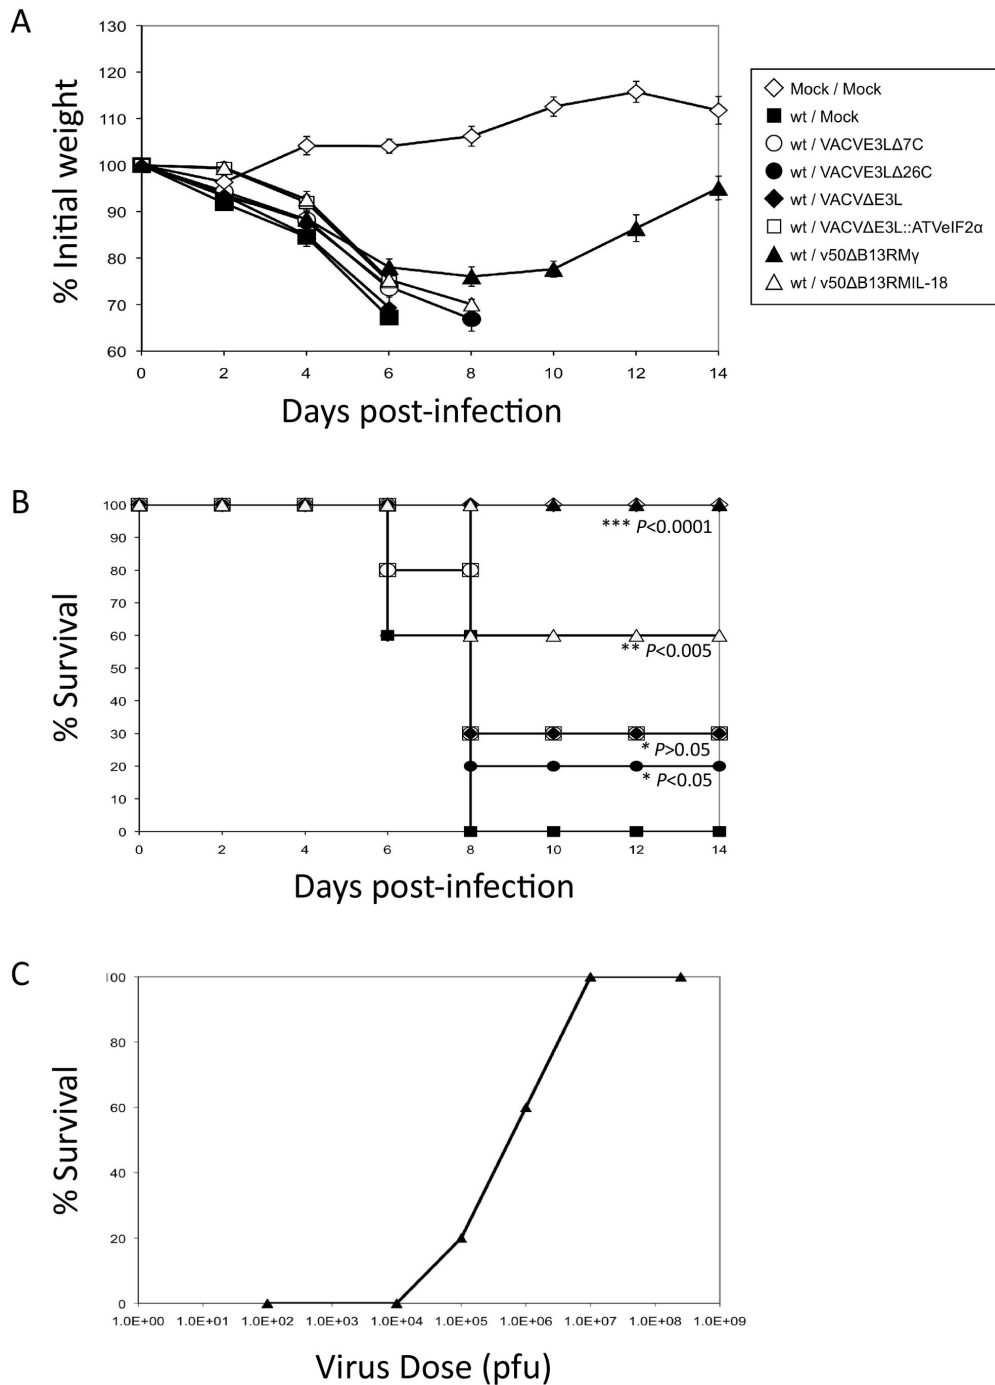 A
130
120
110
100
90
80
70
60
% Initial weight
0 2 4 6 8 10 12 14
Days post-infection
Mock / Mock
wt / Mock
wt / VACVE3LΔ7C
wt / VACVE3LΔ26C
wt / VACVΔE3L
wt / VACVΔE3L::ATVeIF2α
wt / v50ΔB13RMγ
wt / v50ΔB13RMIL-18
B
100
90
80
70
60
50
40
30
20
10
0
% Survival
*** P<0.0001
** P<0.005
* P>0.05
* P<0.05
0 2 4 6 8 10 12 14
Days post-infection
C
100
80
60
40
20
0
% Survival
1.0E+00 1.0E+01 1.0E+02 1.0E+03 1.0E+04 1.0E+05 1.0E+06 1.0E+07 1.0E+08 1.0E+09
Virus Dose (pfu)